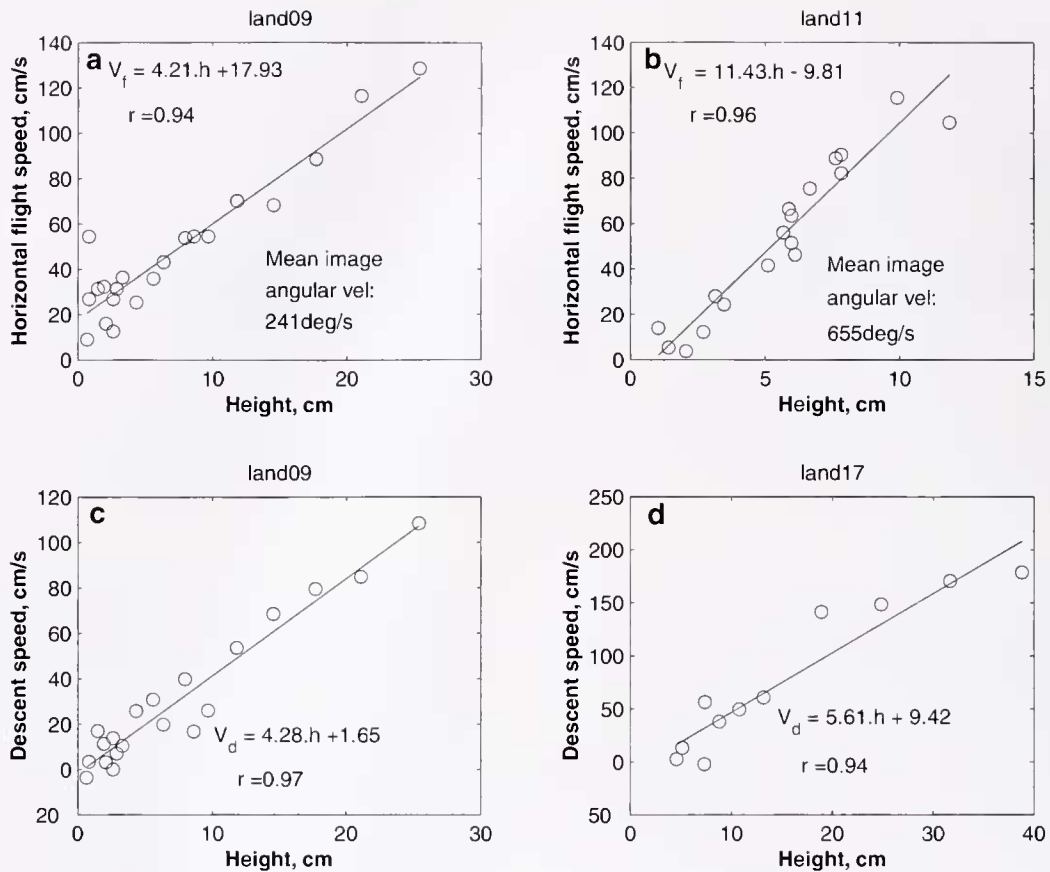 land09
a
V_f = 4.21.h +17.93
r =0.94
Mean image
angular vel:
241deg/s
Horizontal flight speed, cm/s
140
120
100
80
60
40
20
0
0 10 20 30
Height, cm
land11
b
V_f = 11.43.h - 9.81
r =0.96
Mean image
angular vel:
655deg/s
Horizontal flight speed, cm/s
140
120
100
80
60
40
20
0
0 5 10 15
Height, cm
land09
c
V_d = 4.28.h +1.65
r =0.97
Descent speed, cm/s
120
100
80
60
40
20
0
20
0 10 20 30
Height, cm
land17
d
V_d = 5.61.h + 9.42
r =0.94
Descent speed, cm/s
250
200
150
100
50
0
50
0 10 20 30 40
Height, cm